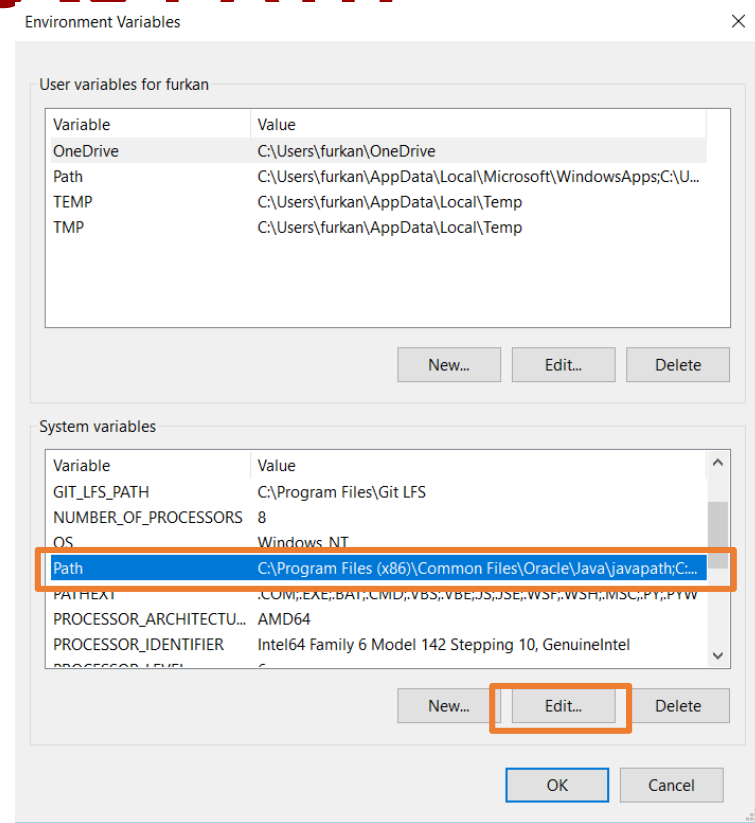 Environment Variables
User variables for furkan
Variable Value
OneDrive C:\Users\furkan\OneDrive
Path C:\Users\furkan\AppData\Local\Microsoft\WindowsApps;C:\U...
TEMP C:\Users\furkan\AppData\Local\Temp
TMP C:\Users\furkan\AppData\Local\Temp
New... Edit... Delete
System variables
Variable Value
GIT_LFS_PATH C:\Program Files\Git LFS
NUMBER_OF_PROCESSORS 8
OS Windows_NT
Path C:\Program Files (x86)\Common Files\Oracle\Java\javapath;C:...
PATHEXT .COM;.EXE;.BAT;.CMD;.VBS;.VBE;.JS;.JSE;.WSF;.WSH;.MSC;.PY;.PYW
PROCESSOR_ARCHITECTU... AMD64
PROCESSOR_IDENTIFIER Intel64 Family 6 Model 142 Stepping 10, GenuineIntel
New... Edit... Delete
OK Cancel